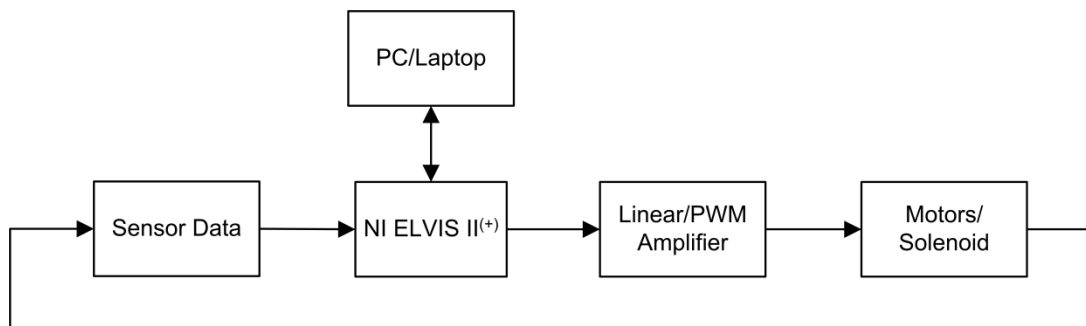 PC/Laptop
Sensor Data
NI ELVIS II⁽⁺⁾
Linear/PWM
Amplifier
Motors/
Solenoid